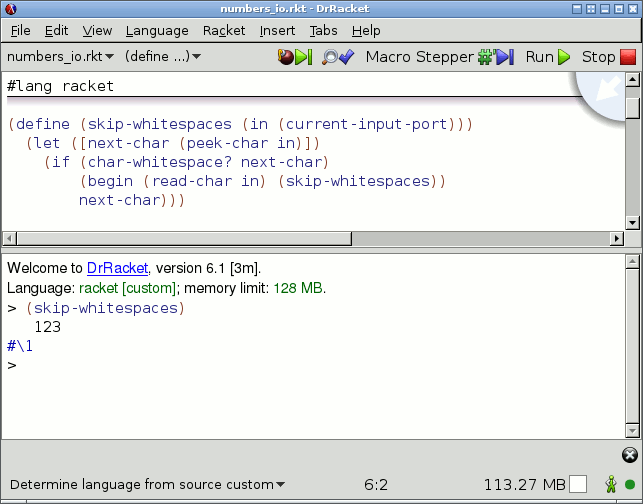 numbers_io.rkt - DrRacket
File Edit View Language Racket Insert Tabs Help
numbers_io.rkt (define ...) Macro Stepper Run Stop
#lang racket
(define (skip-whitespaces (in (current-input-port)))
  (let ([next-char (peek-char in)])
    (if (char-whitespace? next-char)
        (begin (read-char in) (skip-whitespaces))
        next-char)))
Welcome to DrRacket, version 6.1 [3m].
Language: racket [custom]; memory limit: 128 MB.
> (skip-whitespaces)
   123
#\1
>
Determine language from source custom 6:2 113.27 MB